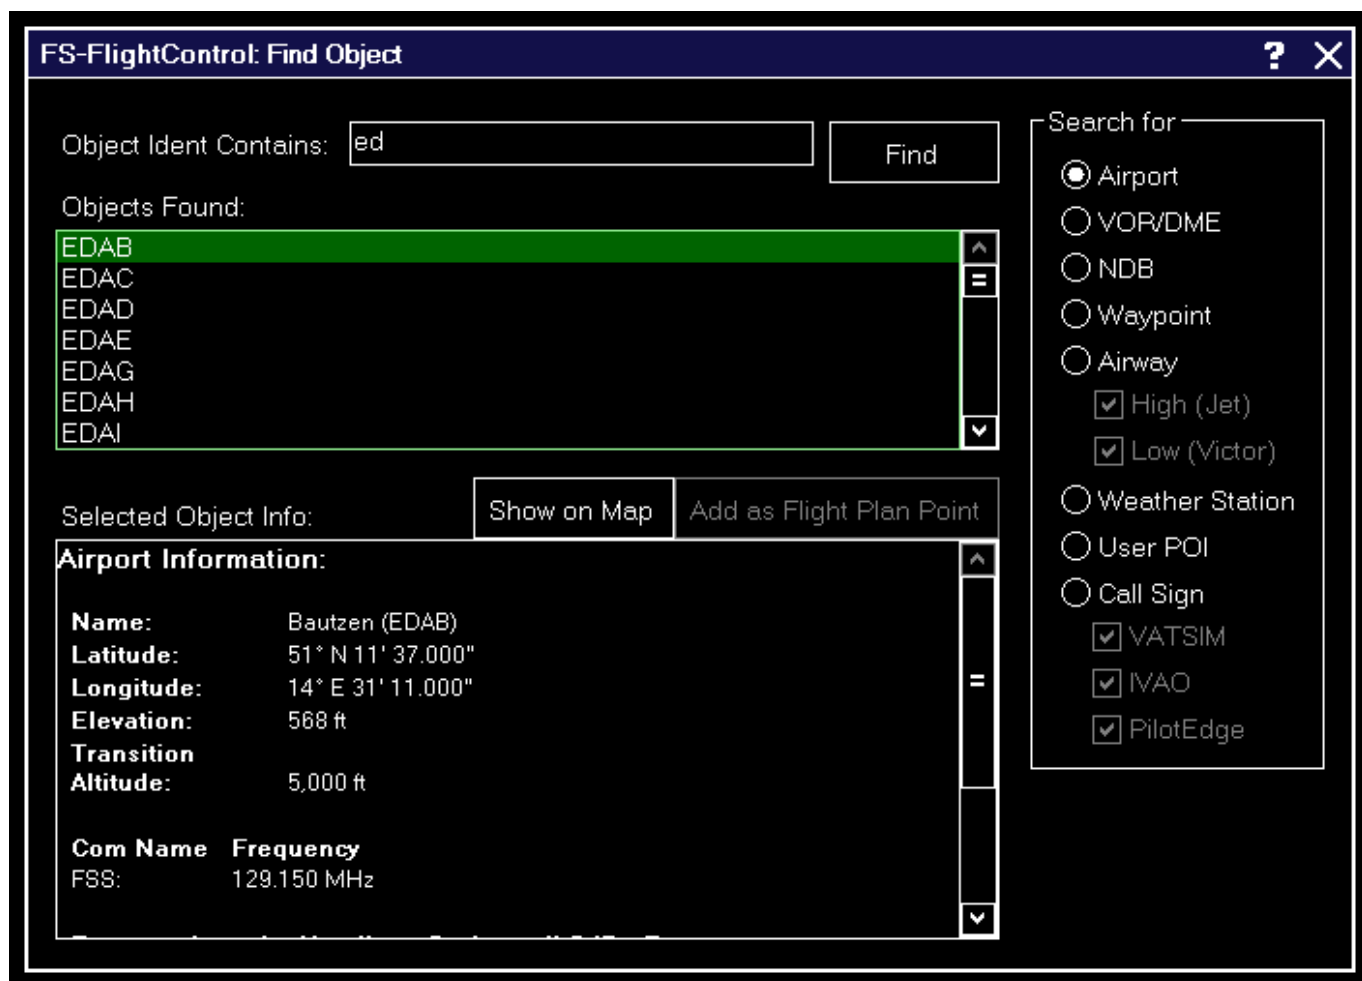 FS-FlightControl: Find Object
Object Ident Contains: ed
Find
Objects Found:
EDAB
EDAC
EDAD
EDAE
EDAG
EDAH
EDAI
Selected Object Info:
Show on Map
Add as Flight Plan Point
Airport Information:
Name: Bautzen (EDAB)
Latitude: 51° N 11' 37.000"
Longitude: 14° E 31' 11.000"
Elevation: 568 ft
Transition
Altitude: 5,000 ft
Com Name Frequency
FSS: 129.150 MHz
Search for
Airport
VOR/DME
NDB
Waypoint
Airway
High (Jet)
Low (Victor)
Weather Station
User POI
Call Sign
VATSIM
IVAO
PilotEdge